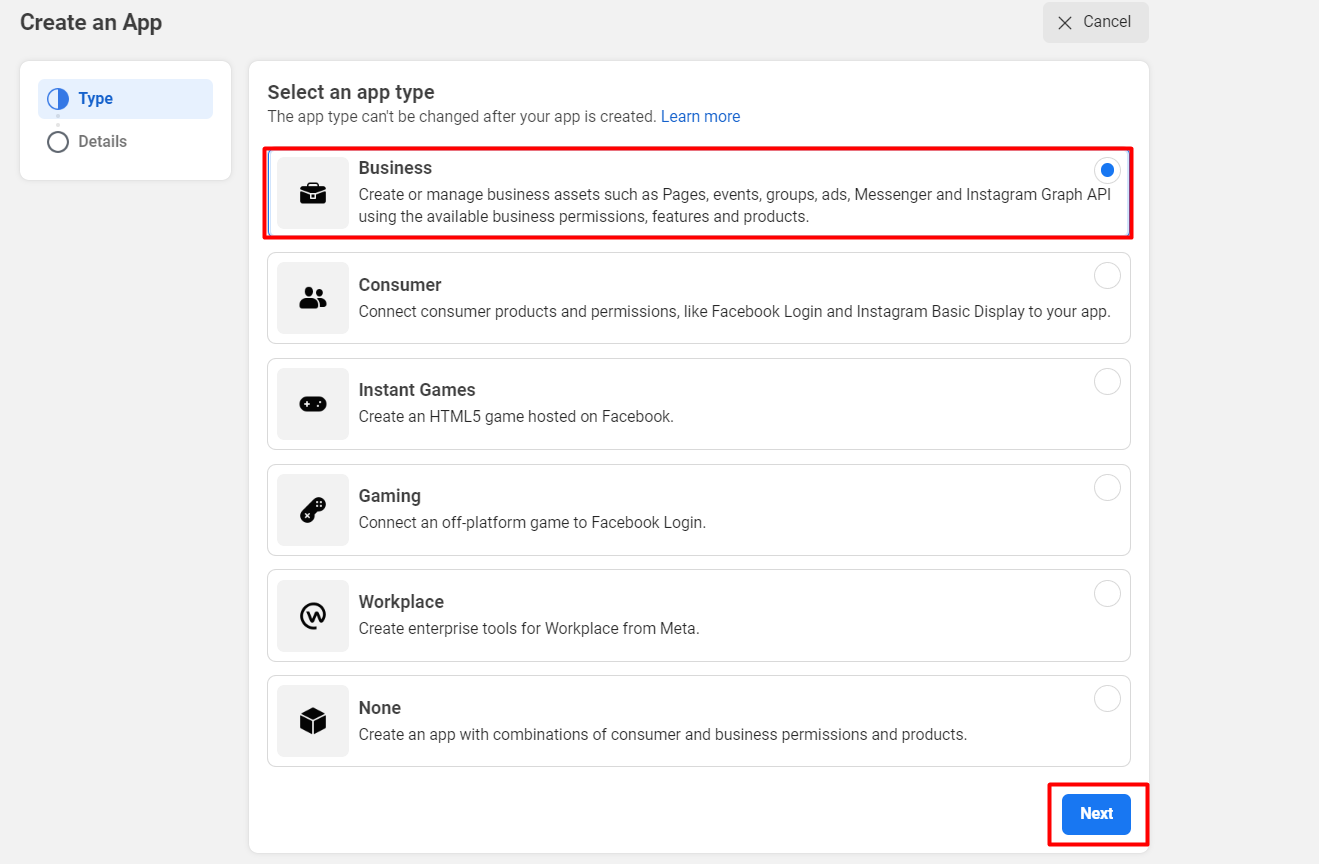 Create an App
Cancel
Type
Details
Select an app type
The app type can't be changed after your app is created. Learn more
Business
Create or manage business assets such as Pages, events, groups, ads, Messenger and Instagram Graph API
using the available business permissions, features and products.
Consumer
Connect consumer products and permissions, like Facebook Login and Instagram Basic Display to your app.
Instant Games
Create an HTML5 game hosted on Facebook.
Gaming
Connect an off-platform game to Facebook Login.
Workplace
Create enterprise tools for Workplace from Meta.
None
Create an app with combinations of consumer and business permissions and products.
Next